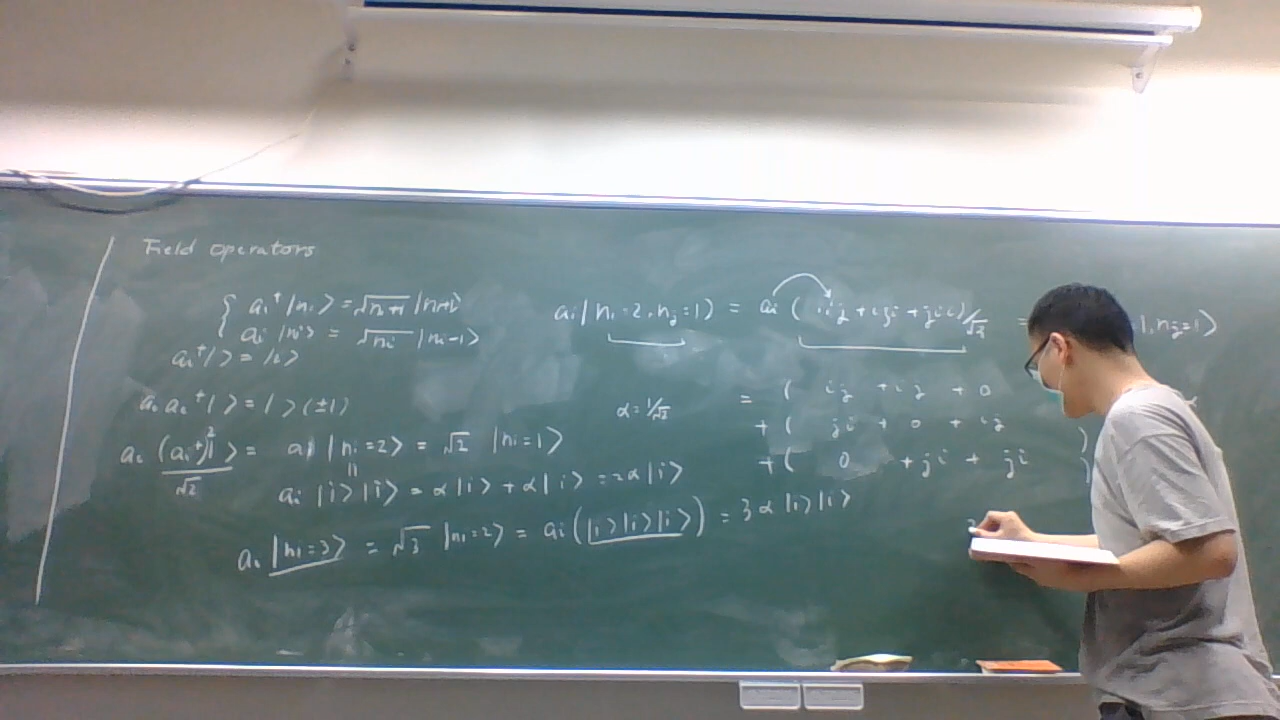 Field operators
{ aᵢ⁺ |nᵢ⟩ = √nᵢ+1 |nᵢ+1⟩
aᵢ |nᵢ⟩ = √nᵢ |nᵢ-1⟩
aᵢ⁺| ⟩ = |i⟩
aᵢ aᵢ⁺ | ⟩ = | ⟩ (±1)
aᵢ (aᵢ⁺)²| ⟩ / √2 = aᵢ |nᵢ=2⟩ = √2 |nᵢ=1⟩
||
aᵢ |i⟩|i⟩ = α|i⟩ + α|i⟩ = 2α|i⟩
aᵢ |nᵢ=3⟩ = √3 |nᵢ=2⟩ = aᵢ (|i⟩|i⟩|i⟩) = 3α|i⟩|i⟩
aᵢ|nᵢ=2, nⱼ=1⟩ = aᵢ (iij + iji + jii)/√3 = 1, nⱼ=1⟩
α = 1/√2
= ( ij + ij + 0
+ ( ji + 0 + ij )
+ ( 0 + ji + ji )